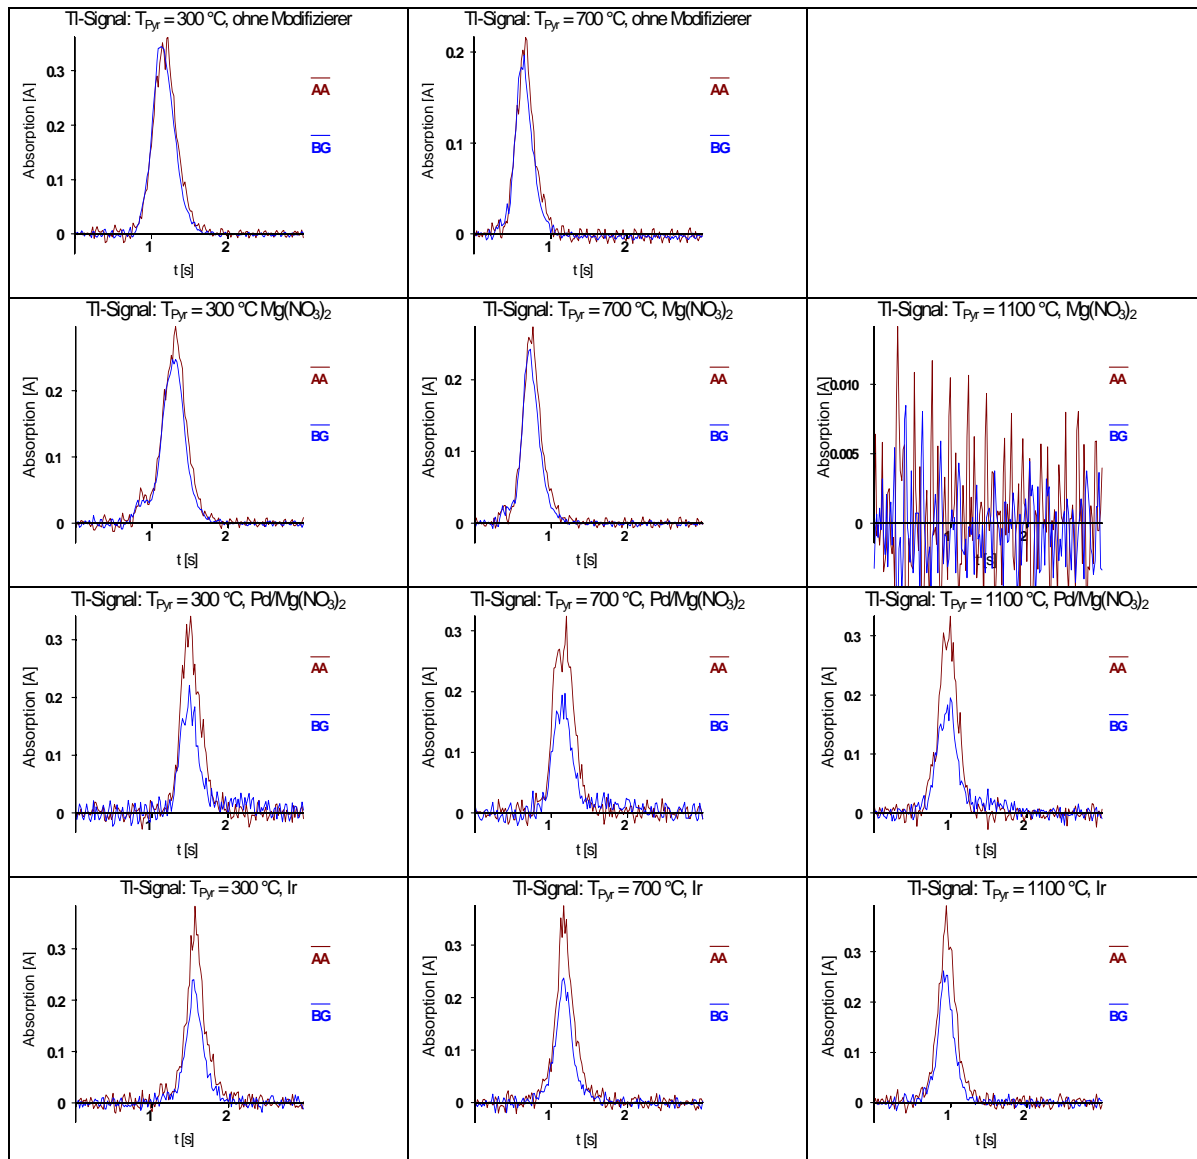 Tl-Signal: TPyr = 300 °C, ohne Modifizierer
Absorption [A]
0.3
0.2
0.1
0
1
2
t [s]
AA
BG
Tl-Signal: TPyr = 700 °C, ohne Modifizierer
Absorption [A]
0.2
0.1
0
1
2
t [s]
AA
BG
Tl-Signal: TPyr = 300 °C Mg(NO3)2
Absorption [A]
0.2
0.1
0
1
2
t [s]
AA
BG
Tl-Signal: TPyr = 700 °C, Mg(NO3)2
Absorption [A]
0.2
0.1
0
1
2
t [s]
AA
BG
Tl-Signal: TPyr = 1100 °C, Mg(NO3)2
Absorption [A]
0.010
0.005
0
1
2
t [s]
AA
BG
Tl-Signal: TPyr = 300 °C, Pd/Mg(NO3)2
Absorption [A]
0.3
0.2
0.1
0
1
2
t [s]
AA
BG
Tl-Signal: TPyr = 700 °C, Pd/Mg(NO3)2
Absorption [A]
0.3
0.2
0.1
0
1
2
t [s]
AA
BG
Tl-Signal: TPyr = 1100 °C, Pd/Mg(NO3)2
Absorption [A]
0.3
0.2
0.1
0
1
2
t [s]
AA
BG
Tl-Signal: TPyr = 300 °C, Ir
Absorption [A]
0.3
0.2
0.1
0
1
2
t [s]
AA
BG
Tl-Signal: TPyr = 700 °C, Ir
Absorption [A]
0.3
0.2
0.1
0
1
2
t [s]
AA
BG
Tl-Signal: TPyr = 1100 °C, Ir
Absorption [A]
0.3
0.2
0.1
0
1
2
t [s]
AA
BG